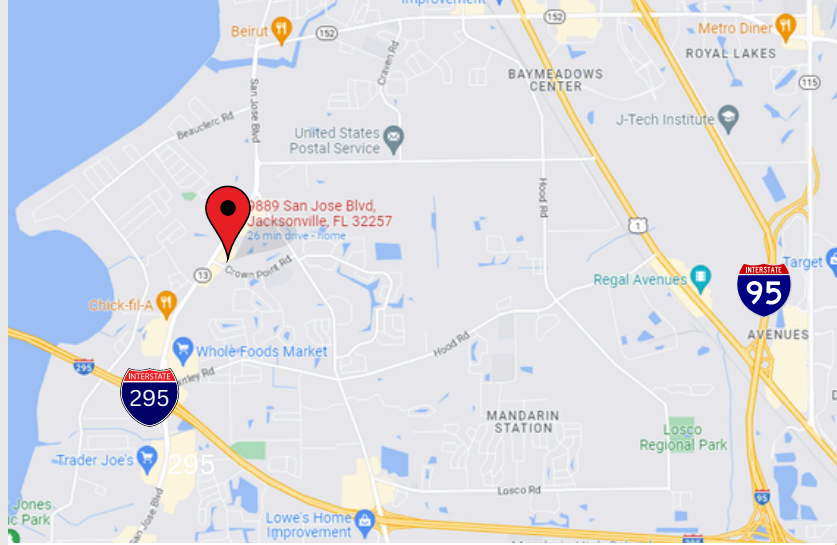 Improvement
152
Beirut
152
Metro Diner
ROYAL LAKES
Craven Rd
BAYMEADOWS
CENTER
115
San Jose Blvd
J-Tech Institute
Beauclerc Rd
United States
Postal Service
Hood Rd
9889 San Jose Blvd,
Jacksonville, FL 32257
26 min drive - home
1
Target
13
Crown Point Rd
Regal Avenues
INTERSTATE
95
Chick-fil-A
AVENUES
Hood Rd
Whole Foods Market
295
INTERSTATE
295
Rd
MANDARIN
STATION
Losco
Regional Park
Trader Joe's
295
Losco Rd
95
Jones
Park
San Jose Blvd
Lowe's Home
Improvement